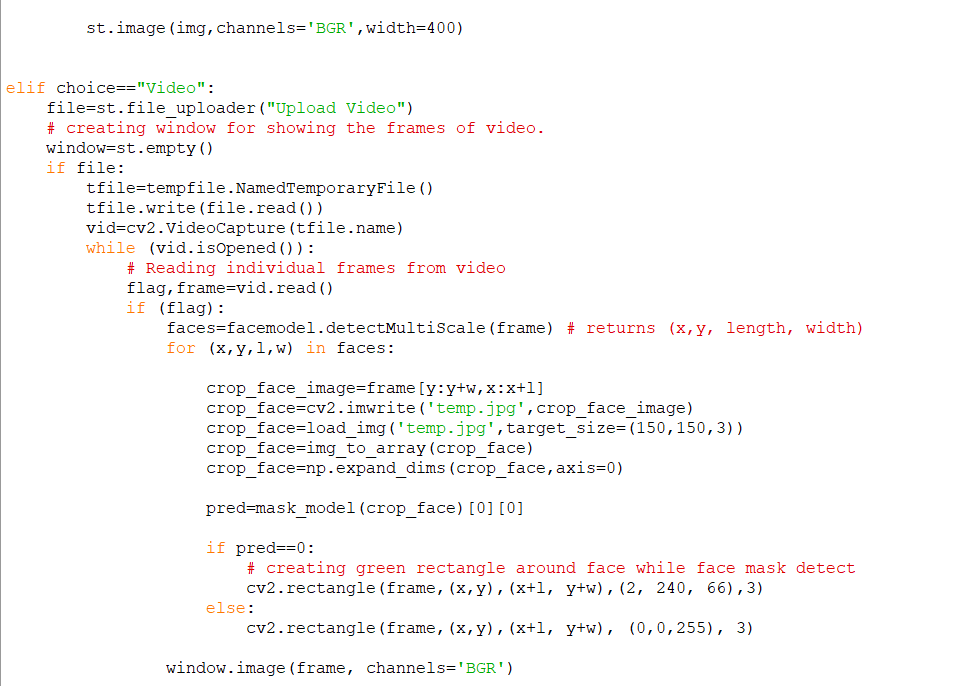 st.image(img,channels='BGR',width=400)
elif choice=="Video":
file=st.file_uploader("Upload Video")
# creating window for showing the frames of video.
window=st.empty()
if file:
tfile=tempfile.NamedTemporaryFile()
tfile.write(file.read())
vid=cv2.VideoCapture(tfile.name)
while (vid.isOpened()):
# Reading individual frames from video
flag,frame=vid.read()
if (flag):
faces=facemodel.detectMultiScale(frame) # returns (x,y, length, width)
for (x,y,l,w) in faces:
crop_face_image=frame[y:y+w,x:x+l]
crop_face=cv2.imwrite('temp.jpg',crop_face_image)
crop_face=load_img('temp.jpg',target_size=(150,150,3))
crop_face=img_to_array(crop_face)
crop_face=np.expand_dims(crop_face,axis=0)
pred=mask_model(crop_face)[0][0]
if pred==0:
# creating green rectangle around face while face mask detect
cv2.rectangle(frame,(x,y),(x+l, y+w),(2, 240, 66),3)
else:
cv2.rectangle(frame,(x,y),(x+l, y+w), (0,0,255), 3)
window.image(frame, channels='BGR')